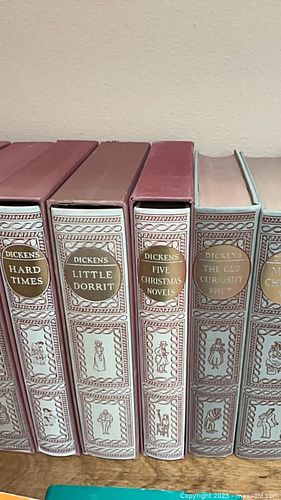 DICKENS
HARD
TIMES
DICKENS
LITTLE
DORRIT
DICKENS
FIVE
CHRISTMAS
NOVELS
DICKENS
THE OLD
CURIOSITY
SHOP
Copyright 2025 - maxsold.com